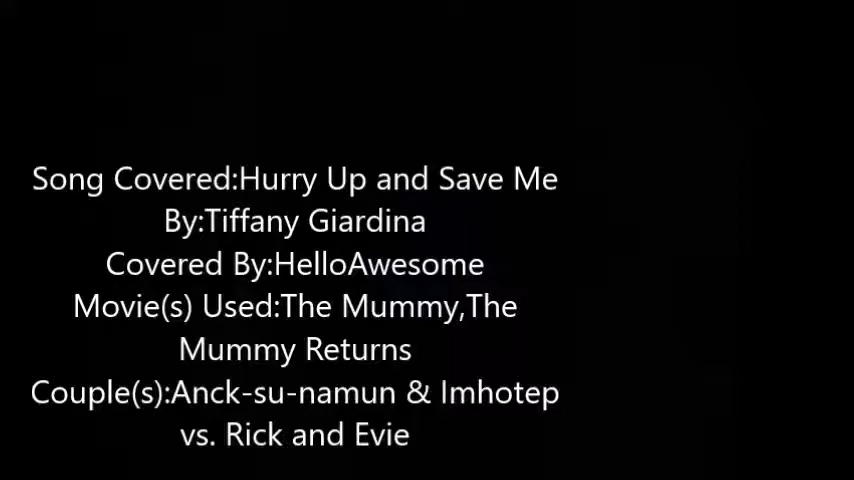 Song Covered:Hurry Up and Save Me
By:Tiffany Giardina
Covered By:HelloAwesome
Movie(s) Used:The Mummy,The
Mummy Returns
Couple(s):Anck-su-namun & Imhotep
vs. Rick and Evie